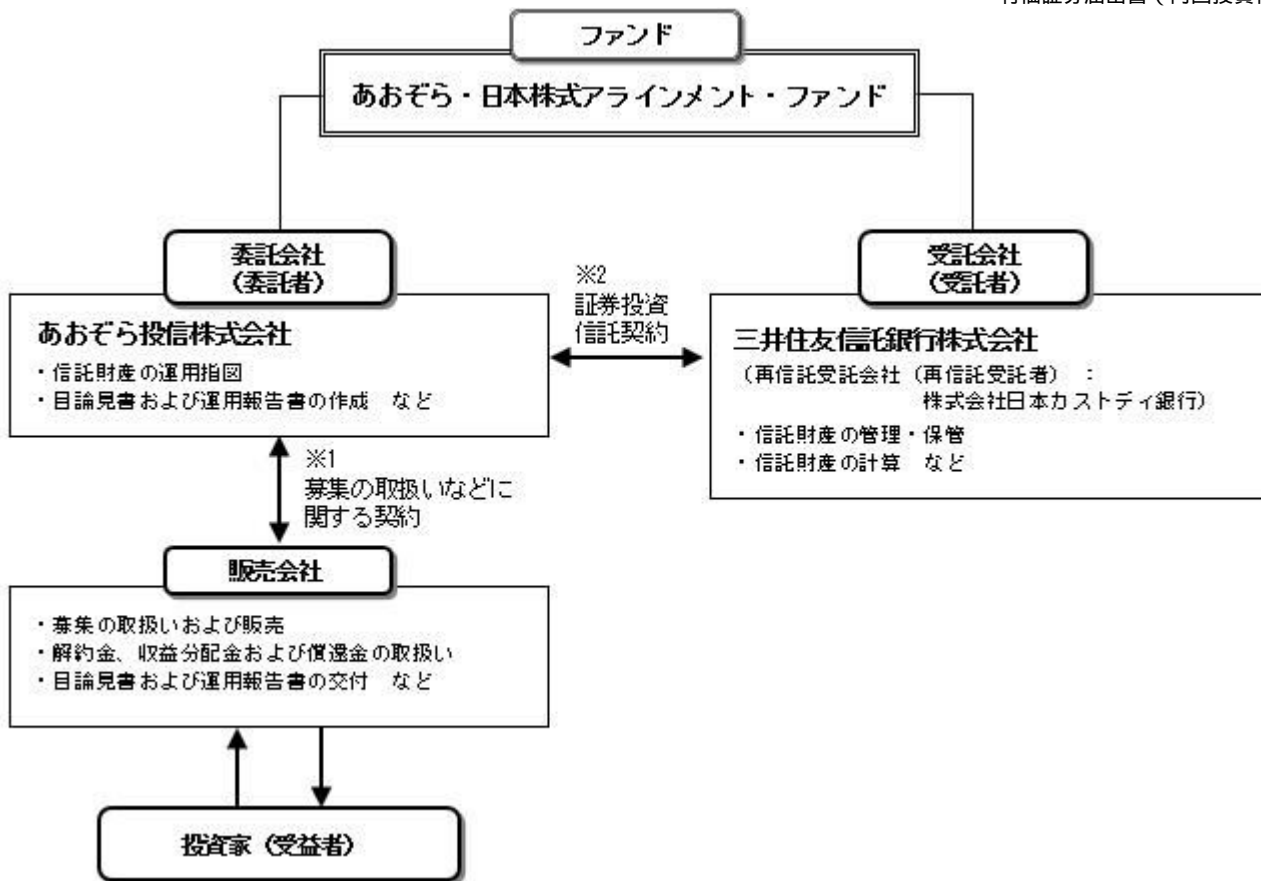 ファンド
あおぞら・日本株式アラインメント・ファンド
委託会社
(委託者)
あおぞら投信株式会社
・信託財産の運用指図
・目論見書および運用報告書の作成 など
※2
証券投資
信託契約
受託会社
(受託者)
三井住友信託銀行株式会社
(再信託受託会社(再信託受託者):
株式会社日本カストディ銀行)
・信託財産の管理・保管
・信託財産の計算 など
※1
募集の取扱いなどに
関する契約
販売会社
・募集の取扱いおよび販売
・解約金、収益分配金および償還金の取扱い
・目論見書および運用報告書の交付 など
投資家(受益者)